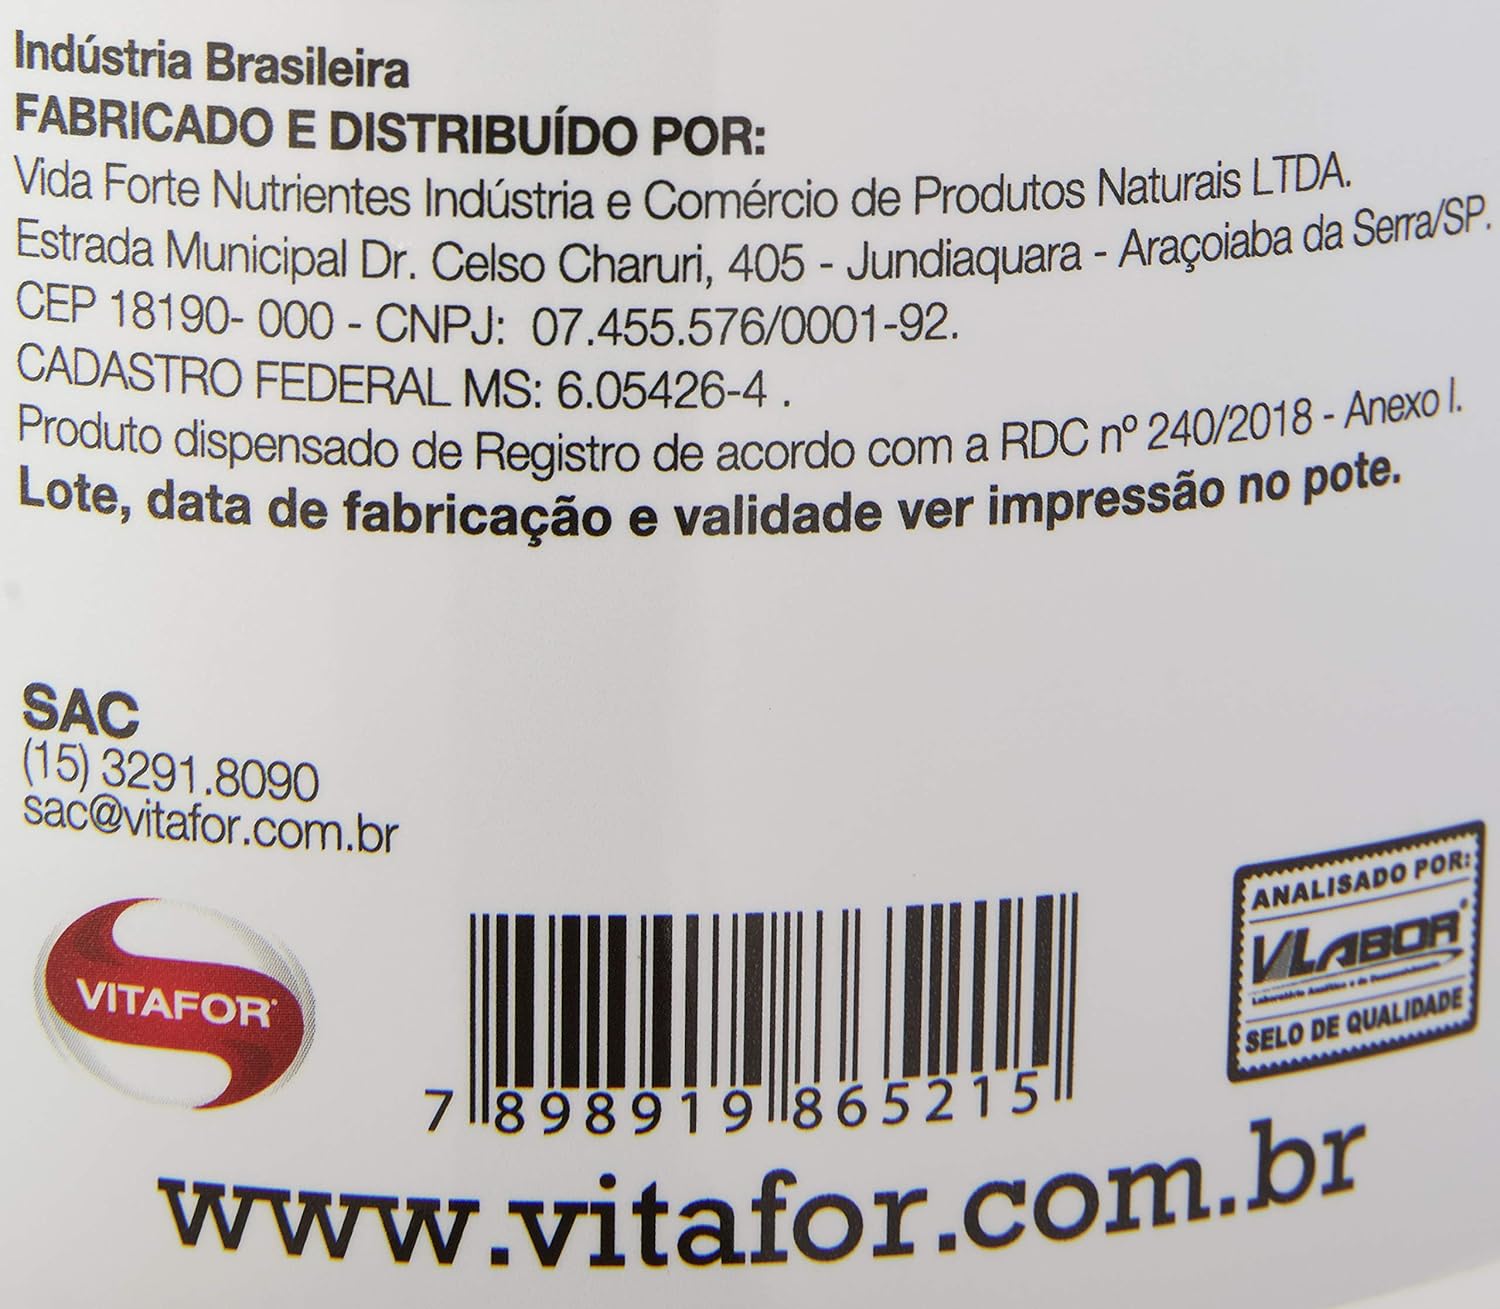 Indústria Brasileira
FABRICADO E DISTRIBUÍDO POR:
Vida Forte Nutrientes Indústria e Comércio de Produtos Naturais LTDA.
Estrada Municipal Dr. Celso Charuri, 405 - Jundiaquara - Araçoiaba da Serra/SP.
CEP 18190- 000 - CNPJ: 07.455.576/0001-92.
CADASTRO FEDERAL MS: 6.05426-4 .
Produto dispensado de Registro de acordo com a RDC nº 240/2018 - Anexo I.
Lote, data de fabricação e validade ver impressão no pote.
SAC
(15) 3291.8090
sac@vitafor.com.br
VITAFOR
7 898919 865215
ANALISADO POR:
VLABOR®
Laboratório Analítico e de Desenvolvimento
SELO DE QUALIDADE
www.vitafor.com.br